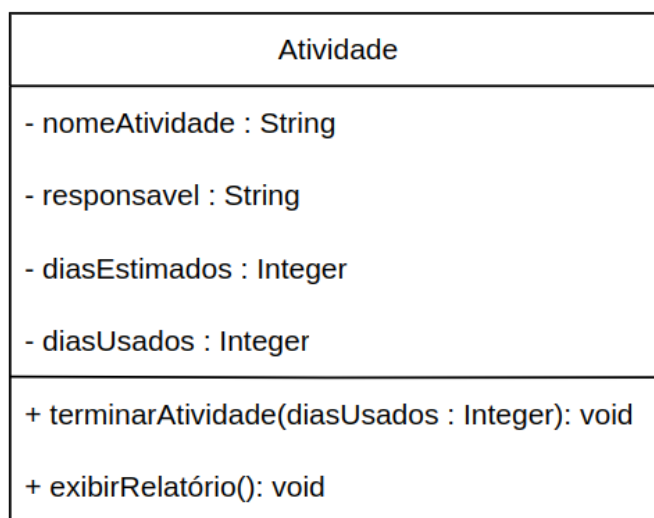 Atividade
- nomeAtividade : String
- responsavel : String
- diasEstimados : Integer
- diasUsados : Integer
+ terminarAtividade(diasUsados : Integer): void
+ exibirRelatório(): void